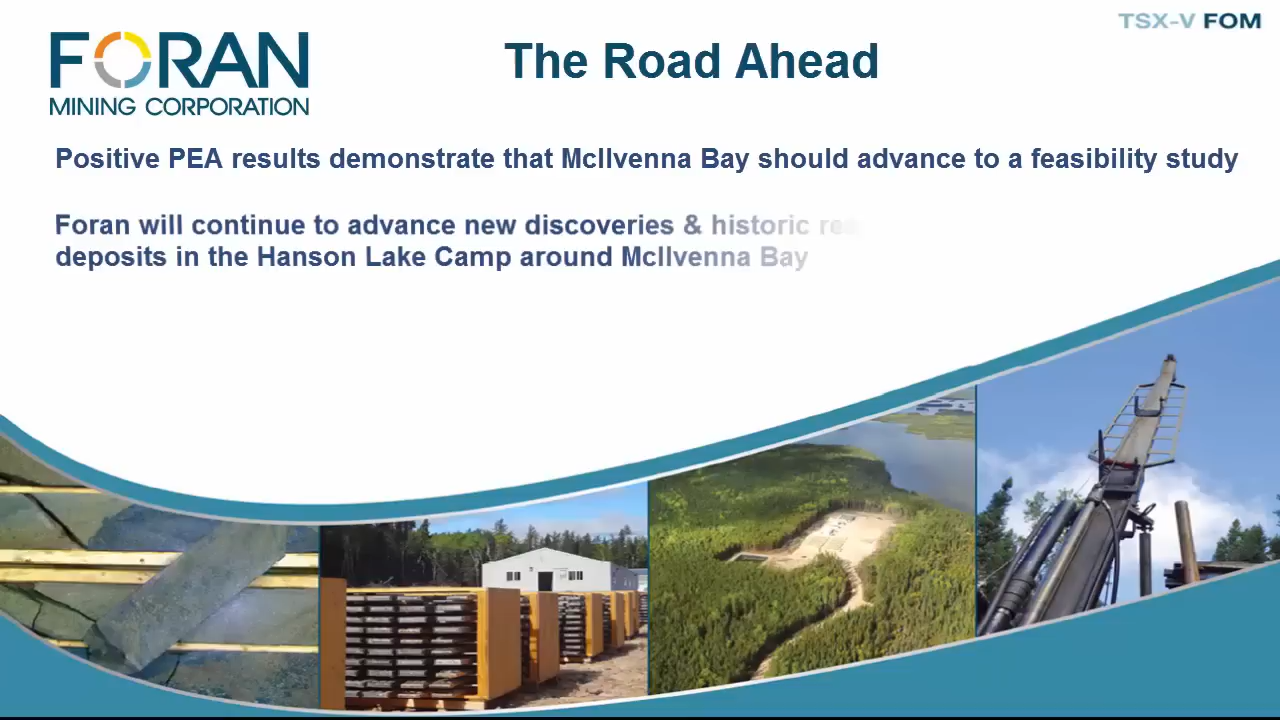 TSX-V FOM
FORAN
MINING CORPORATION
The Road Ahead
Positive PEA results demonstrate that McIlvenna Bay should advance to a feasibility study
Foran will continue to advance new discoveries & historic
deposits in the Hanson Lake Camp around McIlvenna Bay